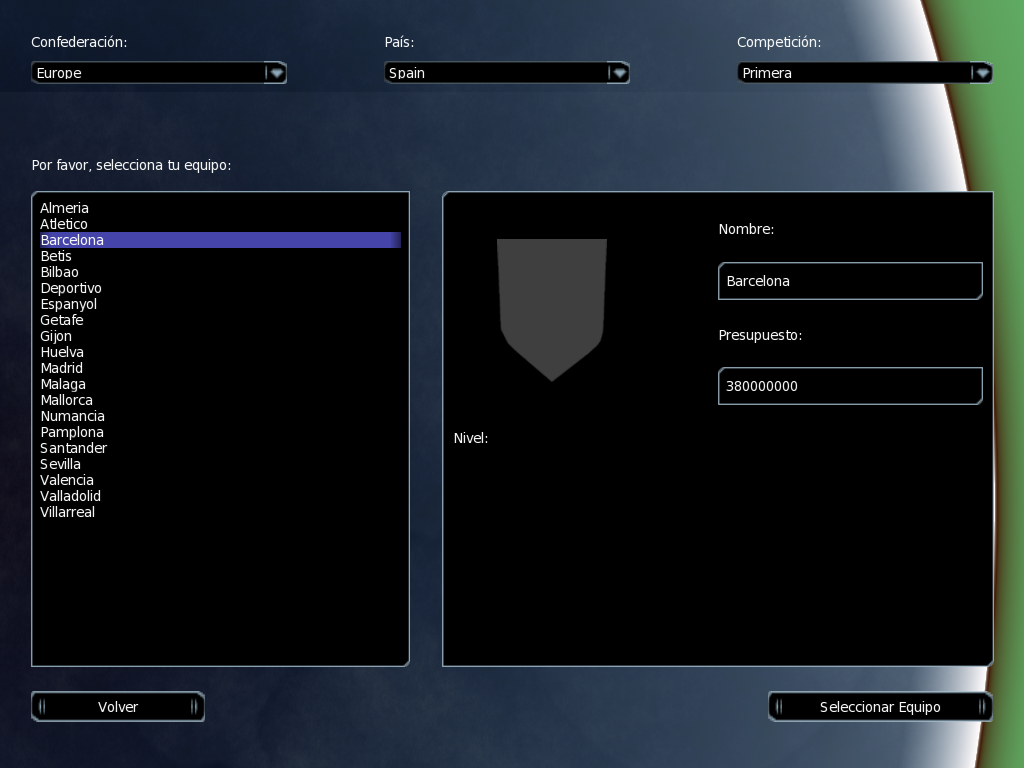 Confederación:
País:
Competición:
Europe
Spain
Primera
Por favor, selecciona tu equipo:
Almeria
Atletico
Barcelona
Betis
Bilbao
Deportivo
Espanyol
Getafe
Gijon
Huelva
Madrid
Malaga
Mallorca
Numancia
Pamplona
Santander
Sevilla
Valencia
Valladolid
Villarreal
Nombre:
Barcelona
Presupuesto:
380000000
Nivel:
Volver
Seleccionar Equipo